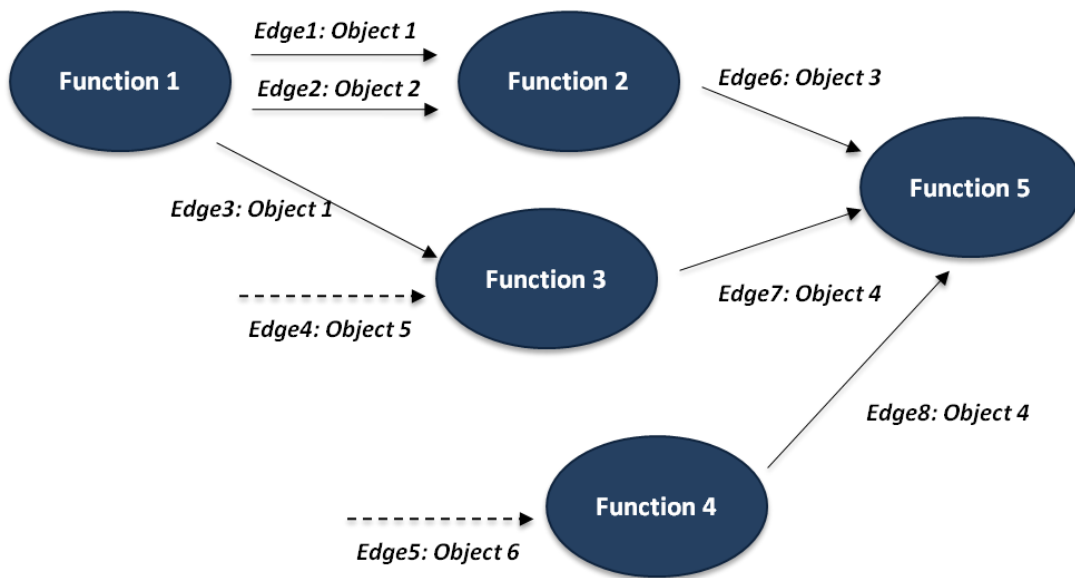 Edge1: Object 1
Function 1
Function 2
Edge6: Object 3
Edge2: Object 2
Function 5
Edge3: Object 1
Function 3
Edge7: Object 4
Edge4: Object 5
Edge8: Object 4
Function 4
Edge5: Object 6